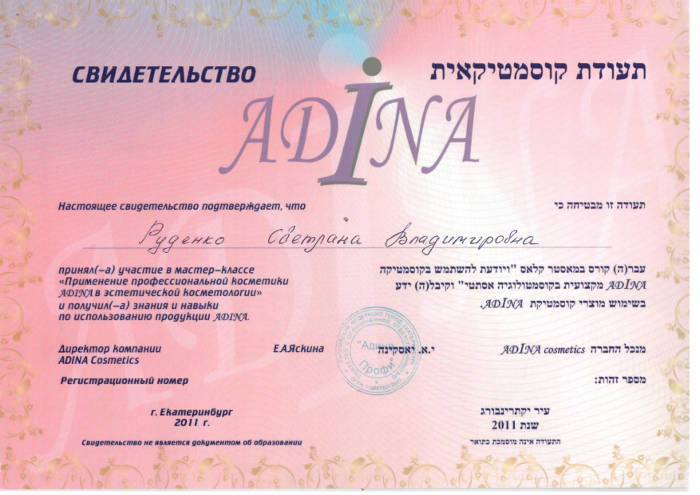 СВИДЕТЕЛЬСТВО
תעודת קוסמטיקאית
ADINA
Настоящее свидетельство подтверждает, что
תעודה זו מבטיחה כי
Руденко Светлана Владимировна
принял(-а) участие в мастер-классе
«Применение профессиональной косметики
ADINA в эстетической косметологии»
и получил(-а) знания и навыки
по использованию продукции ADINA.
עבר(ה) קורס במאסטר קלאס "ויודעת להשתמש בקוסמטיקה
ADINA מקצועית בקוסמטולוגיה אסתטי" וקיבל(ה) ידע
בשימוש מוצרי קוסמטיקת ADINA.
Директор компании
ADINA Cosmetics
Е.А.Яскина
"Адина
Профи"
י.א. יאסקינה
מנכל החברה ADINA cosmetics
Регистрационный номер
מספר זהות:
г. Екатеринбург
2011 г.
עיר יקתרינבורג
שנת 2011
Свидетельство не является документом об образовании
התעודה אינה מוסמכת כתואר